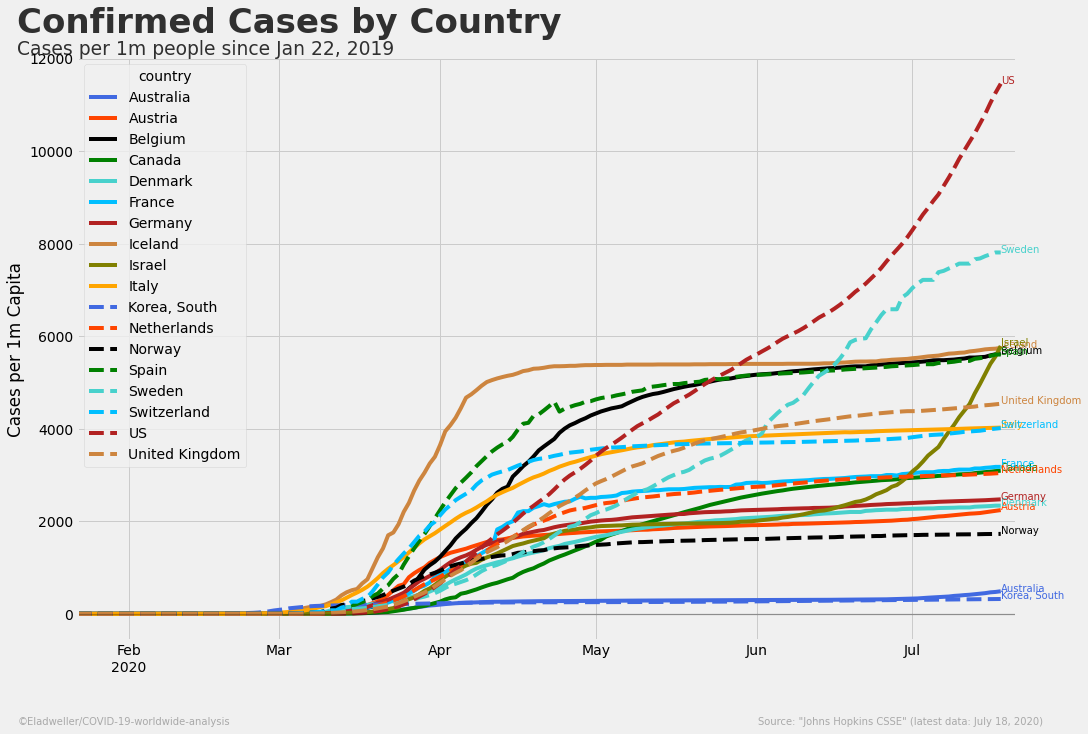 Confirmed Cases by Country
Cases per 1m people since Jan 22, 2019
12000
10000
8000
6000
4000
2000
0
Cases per 1m Capita
country
Australia
Austria
Belgium
Canada
Denmark
France
Germany
Iceland
Israel
Italy
Korea, South
Netherlands
Norway
Spain
Sweden
Switzerland
US
United Kingdom
US
Sweden
Israel
Belgium
United Kingdom
Switzerland
France
Canada
Netherlands
Germany
Denmark
Austria
Norway
Australia
Korea, South
Feb
2020
Mar
Apr
May
Jun
Jul
©Eladweller/COVID-19-worldwide-analysis
Source: "Johns Hopkins CSSE" (latest data: July 18, 2020)